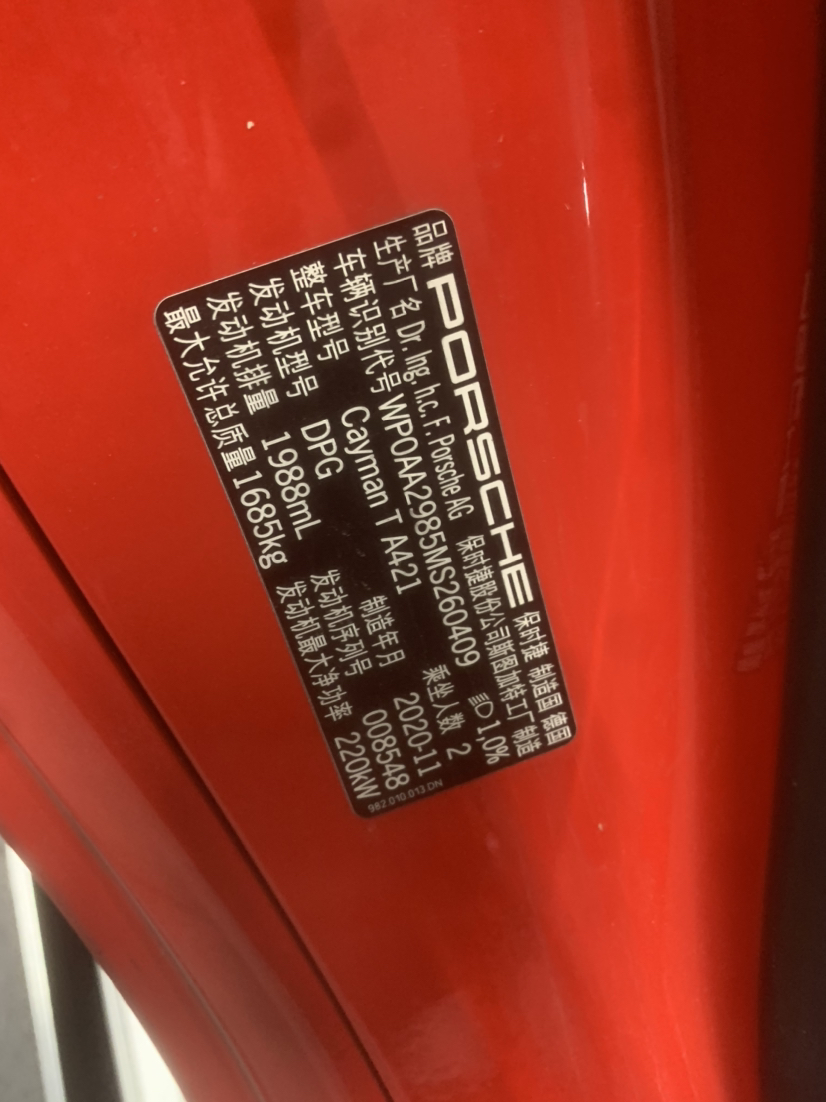 品牌 PORSCHE 保时捷 制造国 德国
生产厂名 Dr. Ing. h.c. F. Porsche AG 保时捷股份公司斯图加特工厂制造
车辆识别代号 WP0AA2985MS260409 1,0%
整车型号 Cayman T A421 乘坐人数 2
发动机型号 DPG 制造年月 2020-11
发动机排量 1988mL 发动机序列号 008548
最大允许总质量 1685kg 发动机最大净功率 220kW
982.010.013.DN